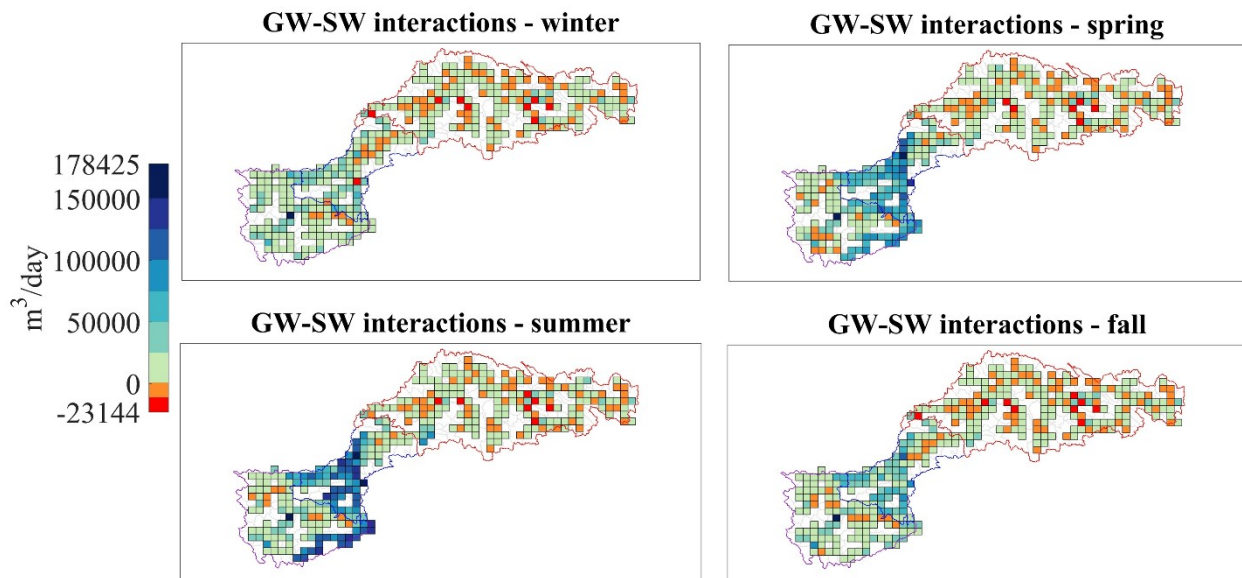 GW-SW interactions - winter
GW-SW interactions - spring
178425
150000
100000
50000
0
-23144
m³/day
GW-SW interactions - summer
GW-SW interactions - fall